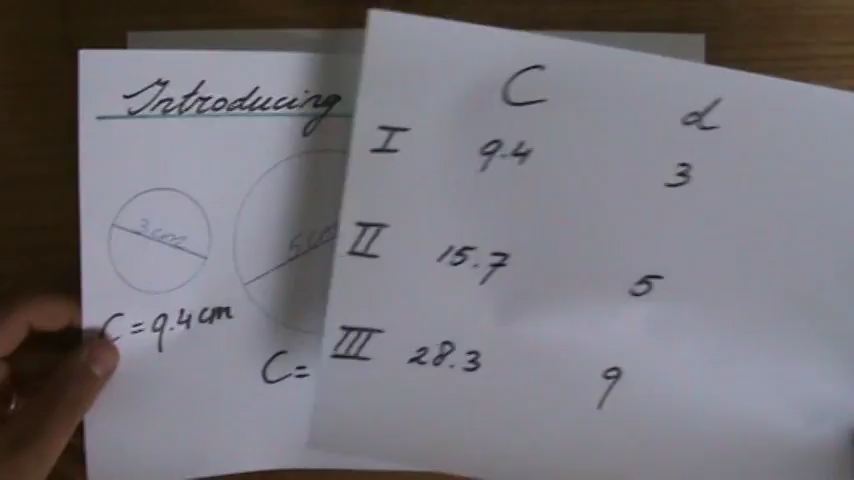 Introducing
3cm
5cm
C = 9.4 cm
C =
C d
I 9.4 3
II 15.7 5
III 28.3 9